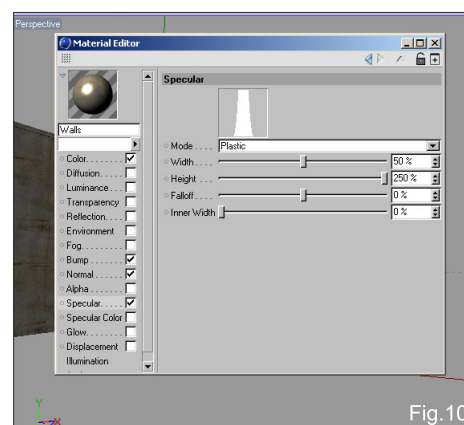 Perspective
Material Editor
Specular
Walls
Mode . . . . Plastic
Width . . . . 50 %
Height . . . . 250 %
Falloff . . . . 0 %
Inner Width 0 %
Color. . . . . . . .
Diffusion. . . . .
Luminance . . .
Transparency
Reflection. . . .
Environment
Fog. . . . . . . . .
Bump . . . . . . .
Normal . . . . . .
Alpha . . . . . . .
Specular. . . . .
Specular Color
Glow. . . . . . . .
Displacement
Illumination
Y
X
Fig.10